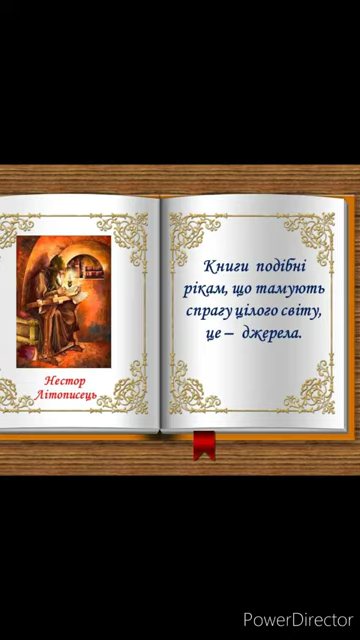 Нестор
Літописець
Книги подібні
рікам, що тамують
спрагу цілого світу,
це – джерела.
PowerDirector